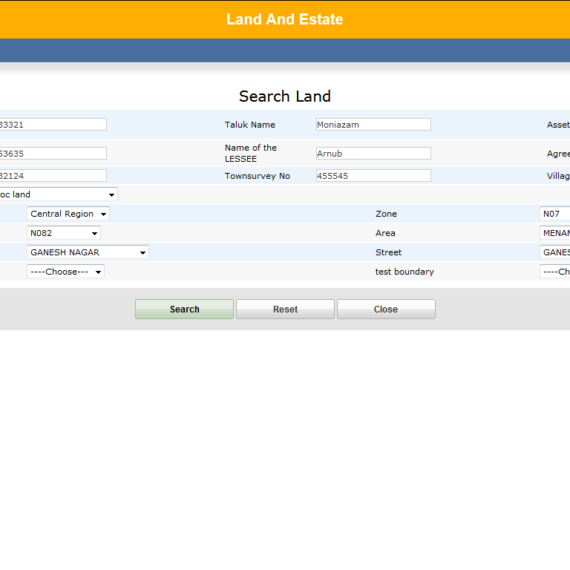 Land And Estate
Search Land
33321 Taluk Name Moniazam Asset
53635 Name of the LESSEE Arnub Agree
32124 Townsurvey No 455545 Villag
oc land
Central Region Zone N07
N082 Area MENAM
GANESH NAGAR Street GANES
----Choose--- test boundary ----Ch
Search Reset Close